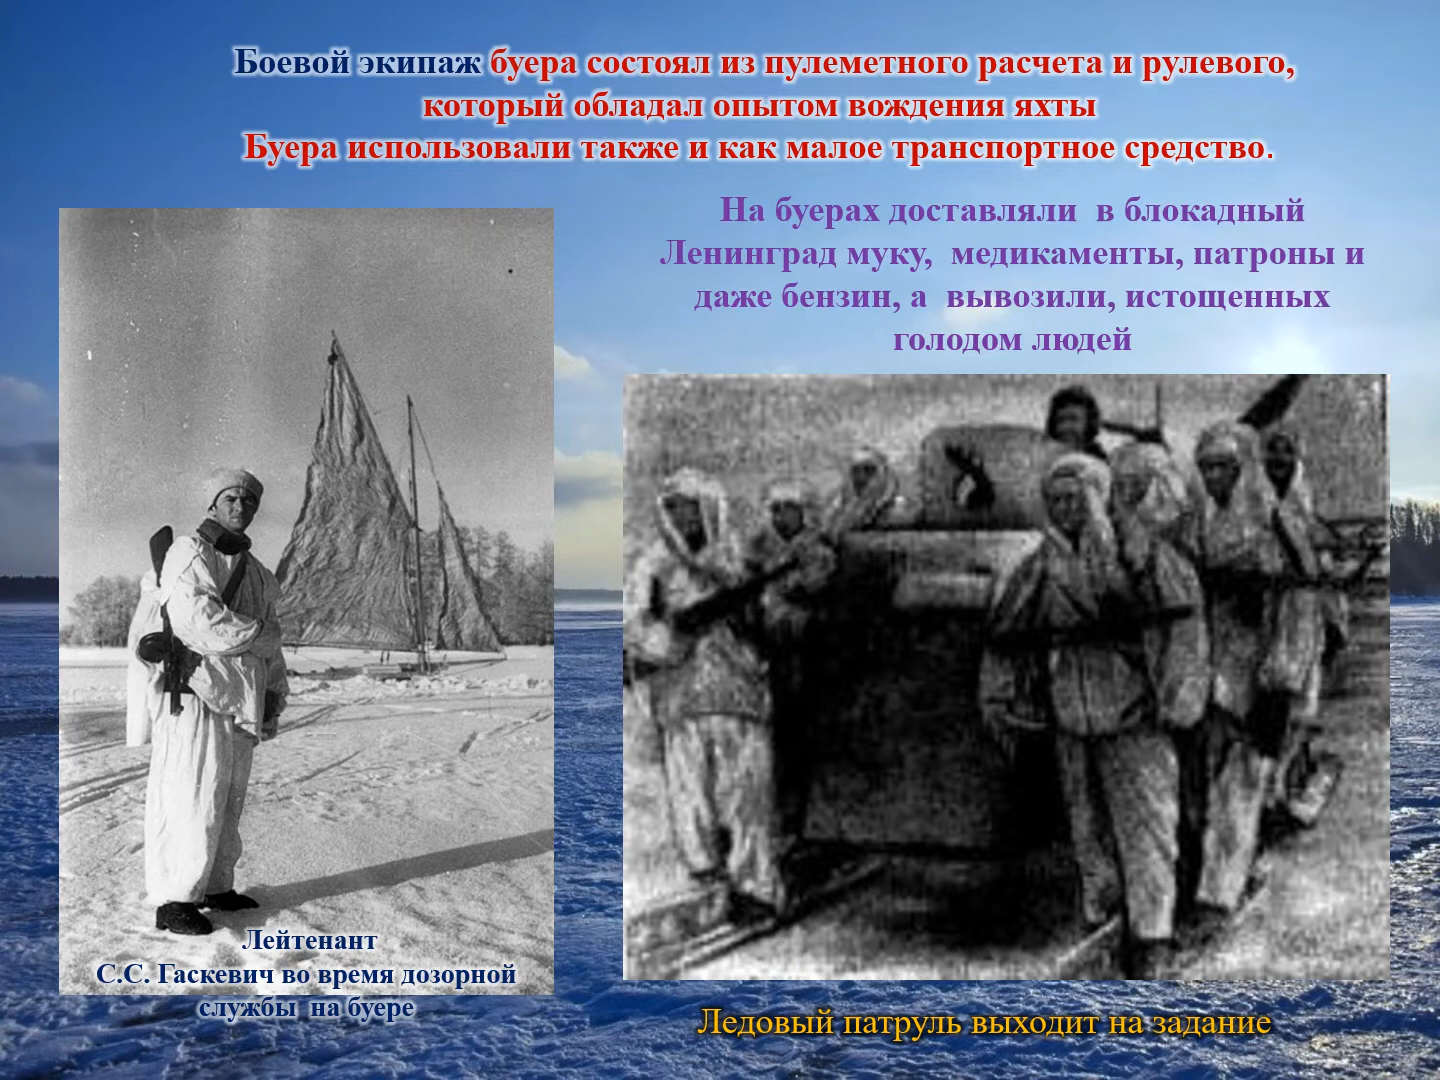 Боевой экипаж буера состоял из пулеметного расчета и рулевого,
который обладал опытом вождения яхты
Буера использовали также и как малое транспортное средство.
На буерах доставляли  в блокадный
Ленинград муку,  медикаменты, патроны и
даже бензин, а  вывозили, истощенных
голодом людей
Лейтенант
С.С. Гаскевич во время дозорной
службы  на буере
Ледовый патруль выходит на задание